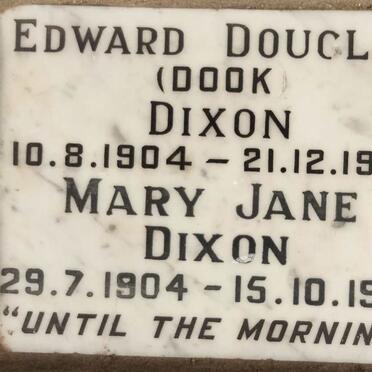 EDWARD DOUGL
(DOOK)
DIXON
10.8.1904 – 21.12.19
MARY JANE
DIXON
29.7.1904 – 15.10.19
"UNTIL THE MORNIN